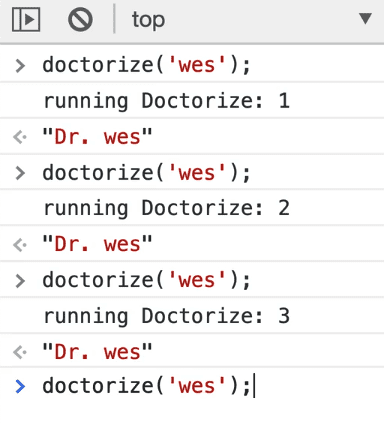 top
> doctorize('wes');
running Doctorize: 1
<· "Dr. wes"
> doctorize('wes');
running Doctorize: 2
<· "Dr. wes"
> doctorize('wes');
running Doctorize: 3
<· "Dr. wes"
> doctorize('wes');